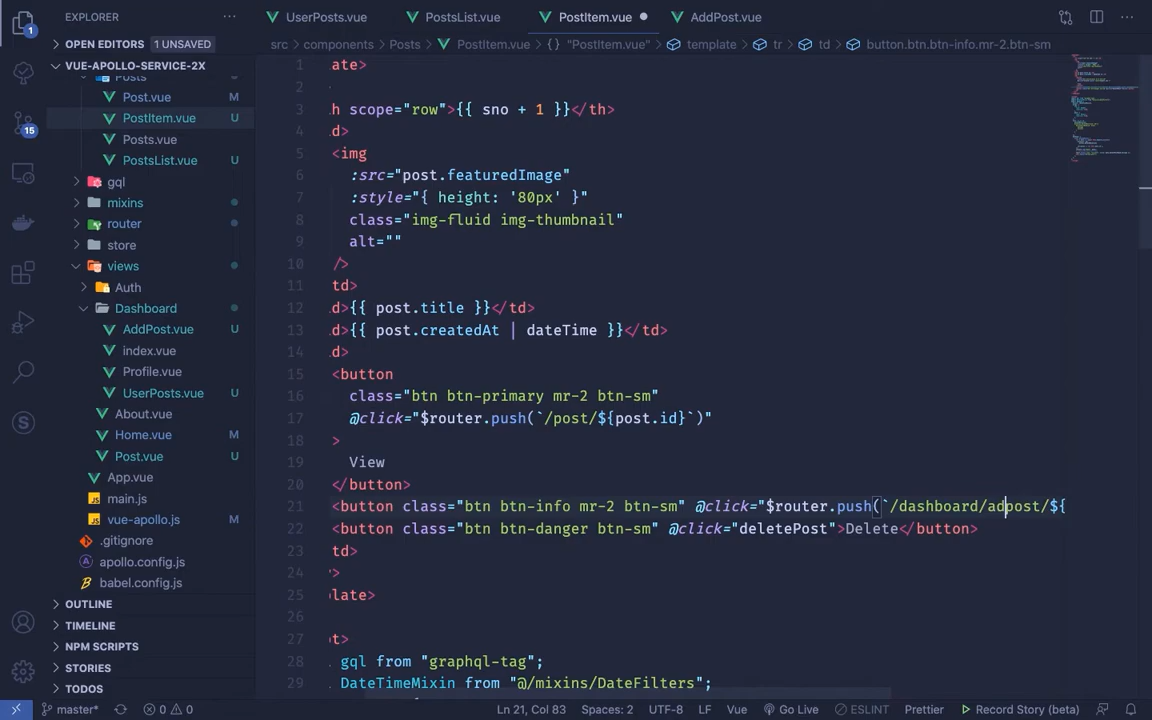 EXPLORER
UserPosts.vue
PostsList.vue
PostItem.vue
AddPost.vue
OPEN EDITORS 1 UNSAVED
src > components > Posts > PostItem.vue > {} "PostItem.vue" > template > tr > td > button.btn.btn-info.mr-2.btn-sm
VUE-APOLLO-SERVICE-2X
Posts
Post.vue M
PostItem.vue U
Posts.vue
PostsList.vue U
gql
mixins
router
store
views
Auth
Dashboard
AddPost.vue U
index.vue
Profile.vue
UserPosts.vue U
About.vue
Home.vue M
Post.vue M
App.vue
main.js
vue-apollo.js M
.gitignore
apollo.config.js
babel.config.js
OUTLINE
TIMELINE
NPM SCRIPTS
STORIES
TODOS
1
15
1 ate>
2
3 h scope="row">{{ sno + 1 }}</th>
4 d>
5 <img
6 :src="post.featuredImage"
7 :style="{ height: '80px' }"
8 class="img-fluid img-thumbnail"
9 alt=""
10 />
11 td>
12 d>{{ post.title }}</td>
13 d>{{ post.createdAt | dateTime }}</td>
14 d>
15 <button
16 class="btn btn-primary mr-2 btn-sm"
17 @click="$router.push(`/post/${post.id}`)"
18 >
19 View
20 </button>
21 <button class="btn btn-info mr-2 btn-sm" @click="$router.push(`/dashboard/adpost/${
22 <button class="btn btn-danger btn-sm" @click="deletePost">Delete</button>
23 td>
24 >
25 late>
26
27 t>
28 gql from "graphql-tag";
29 DateTimeMixin from "@/mixins/DateFilters";
master* 0 0 Ln 21, Col 83 Spaces: 2 UTF-8 LF Vue Go Live ESLINT Prettier Record Story (beta)